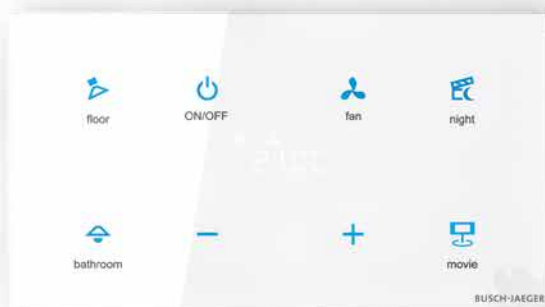 floor
ON/OFF
fan
night
bathroom
movie
BUSCH-JAEGER